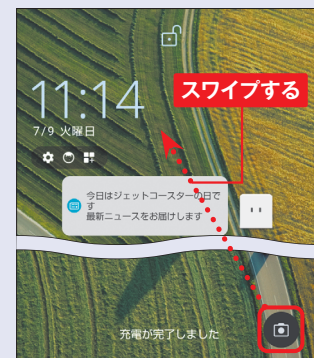 11:14
スワイプする
7/9 火曜日
今日はジェットコースターの日で
す
最新ニュースをお届けします
充電が完了しました